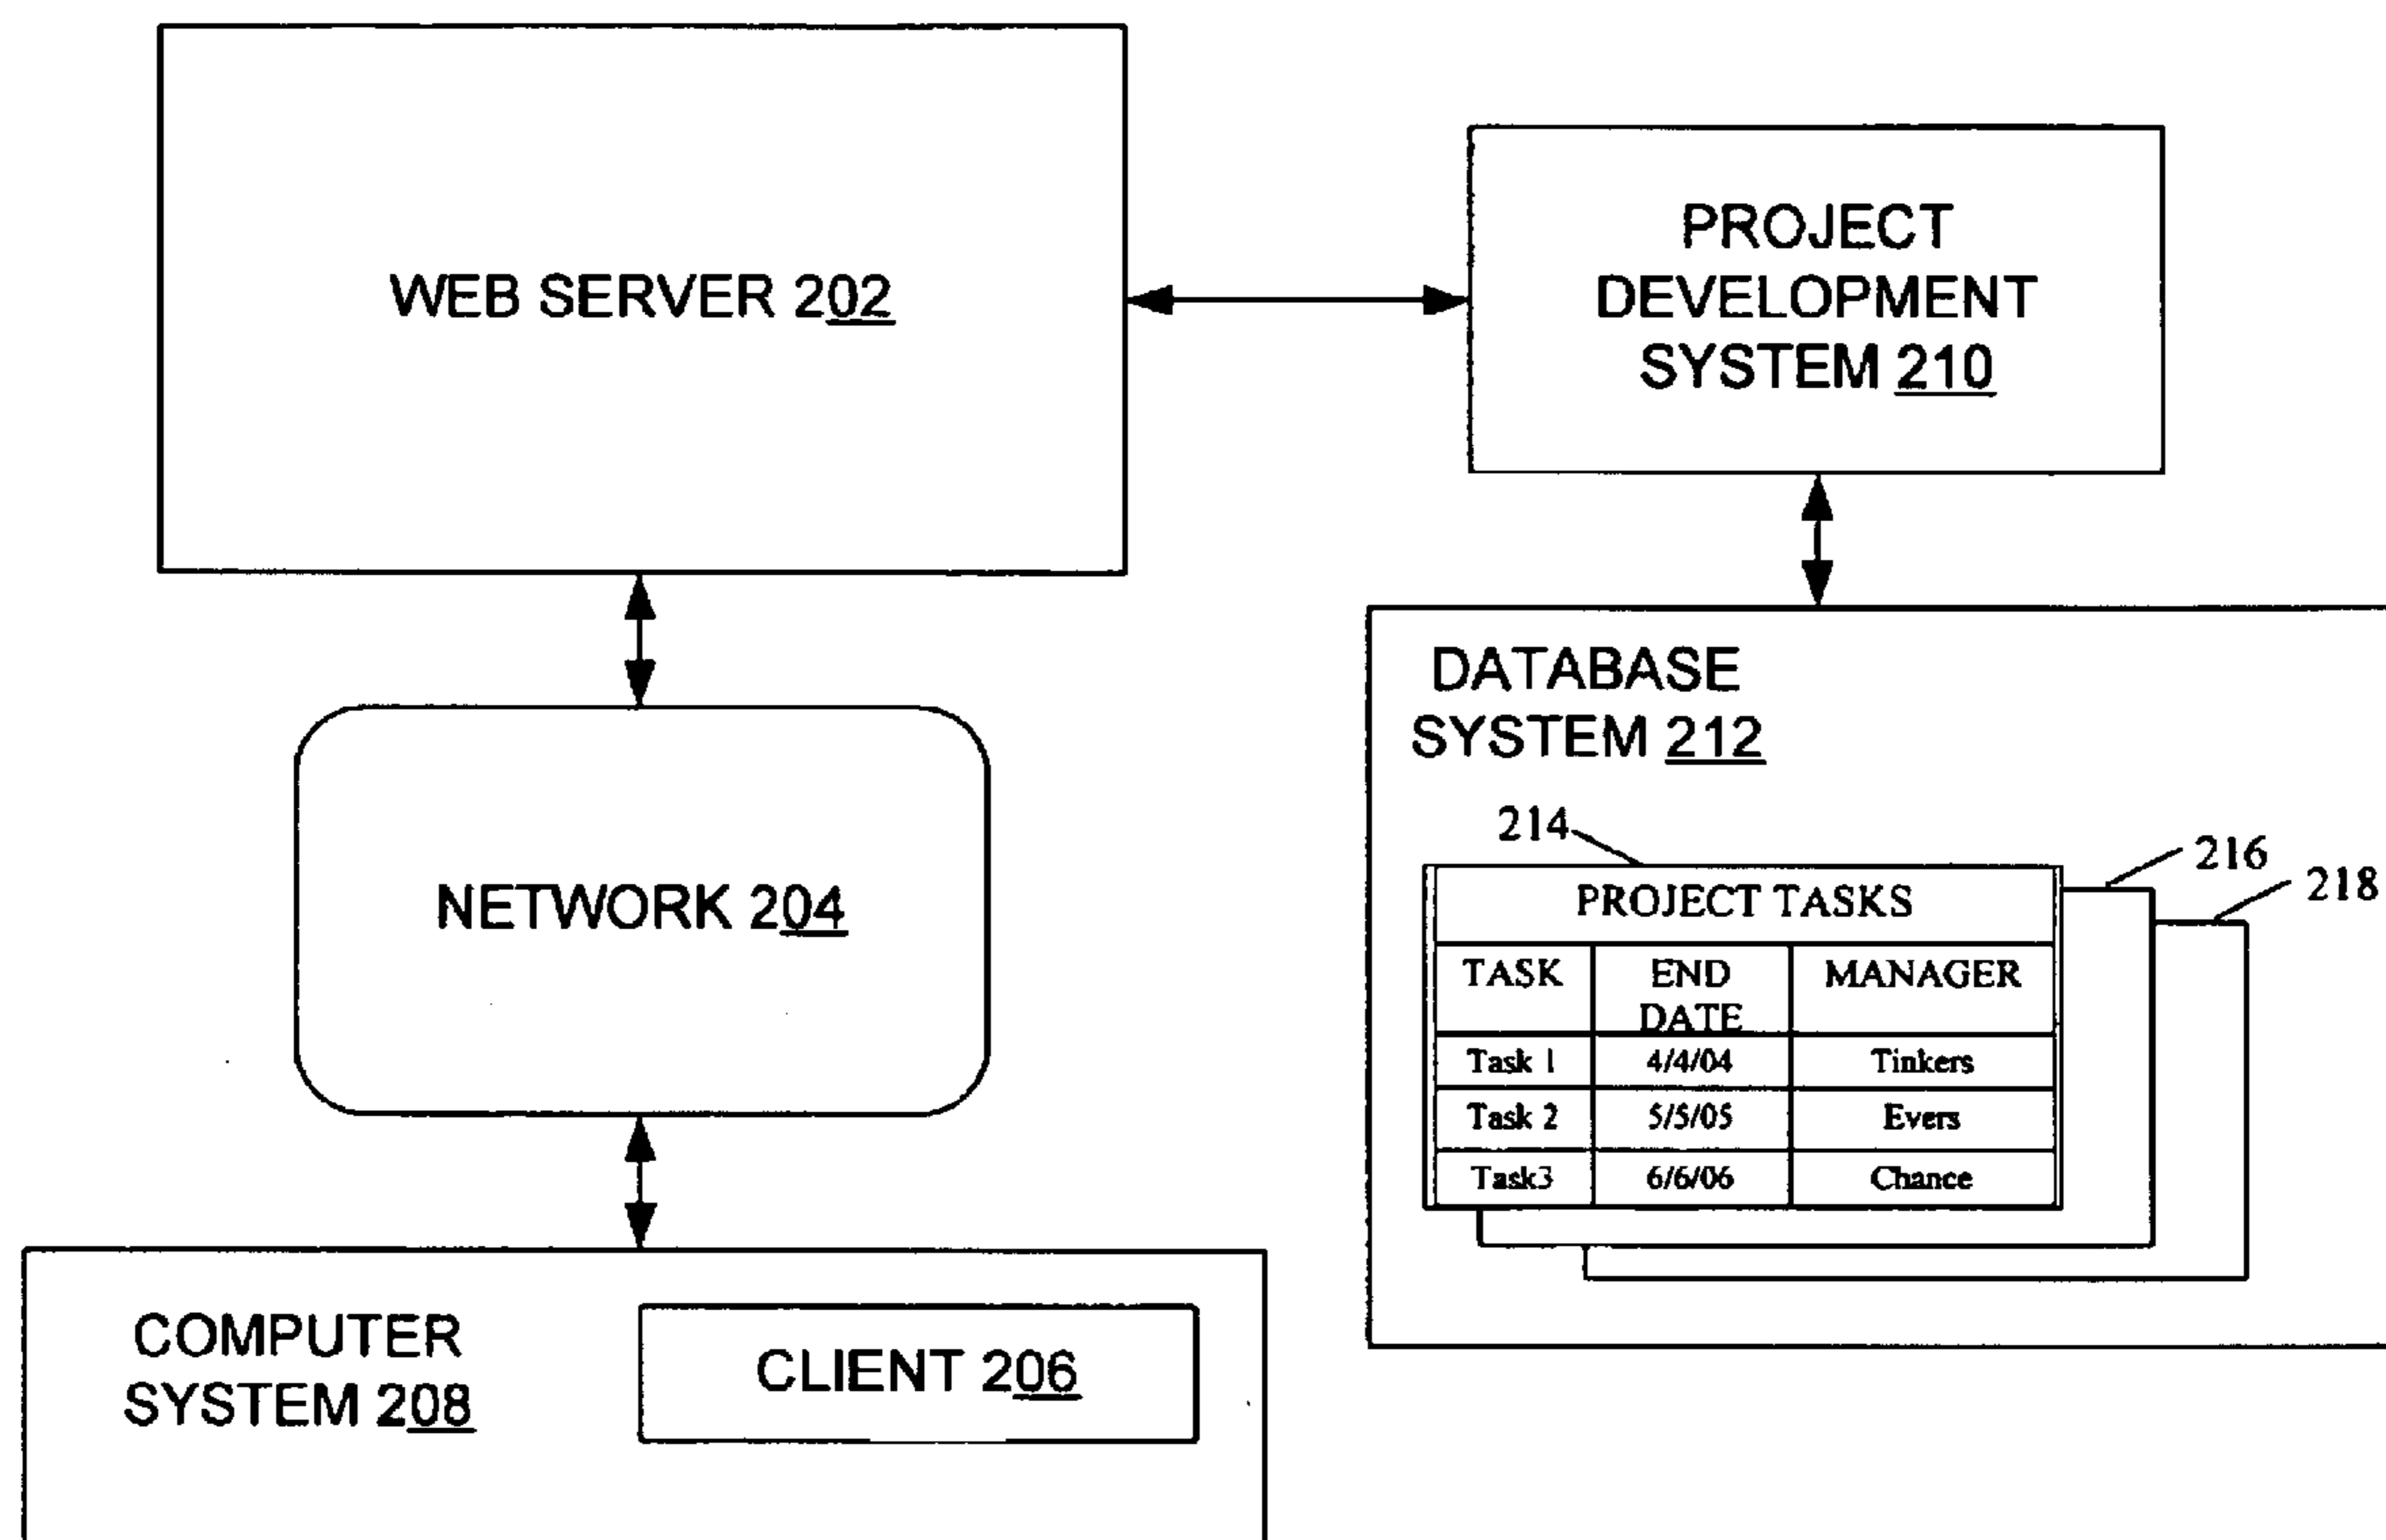 WEB SERVER 202
PROJECT
DEVELOPMENT
SYSTEM 210
NETWORK 204
DATABASE
SYSTEM 212
214
216
218
PROJECT TASKS
TASK END MANAGER
DATE
Task 1 4/4/04 Tinkers
Task 2 5/5/05 Evers
Task3 6/6/06 Chance
COMPUTER
SYSTEM 208
CLIENT 206